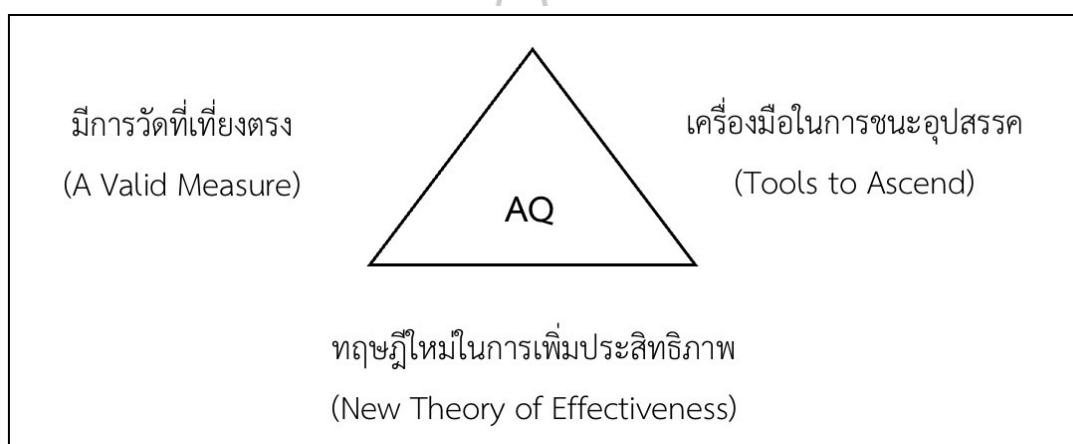 มีการวัดที่เที่ยงตรง
(A Valid Measure)
เครื่องมือในการชนะอุปสรรค
(Tools to Ascend)
AQ
ทฤษฎีใหม่ในการเพิ่มประสิทธิภาพ
(New Theory of Effectiveness)